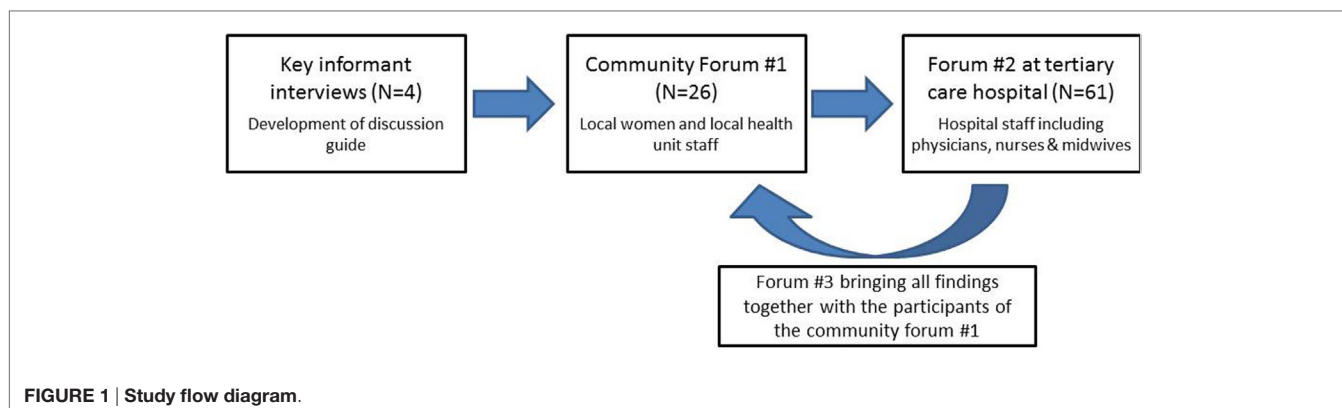 Key informant
interviews (N=4)
Development of discussion
guide
Community Forum #1
(N=26)
Local women and local health
unit staff
Forum #2 at tertiary
care hospital (N=61)
Hospital staff including
physicians, nurses & midwives
Forum #3 bringing all findings
together with the participants of
the community forum #1
FIGURE 1 | Study flow diagram.